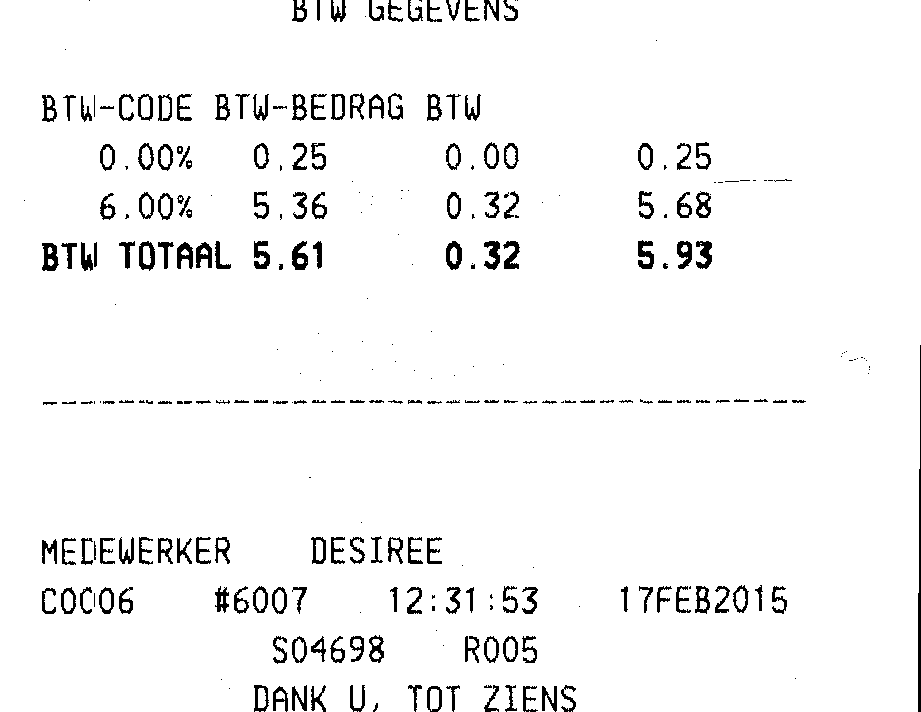 BTW GEGEVENS
BTW-CODE BTW-BEDRAG BTW
0.00% 0.25 0.00 0.25
6.00% 5.36 0.32 5.68
BTW TOTAAL 5.61 0.32 5.93
----------------------------------------
MEDEWERKER DESIREE
C0006 #6007 12:31:53 17FEB2015
S04698 R005
DANK U, TOT ZIENS